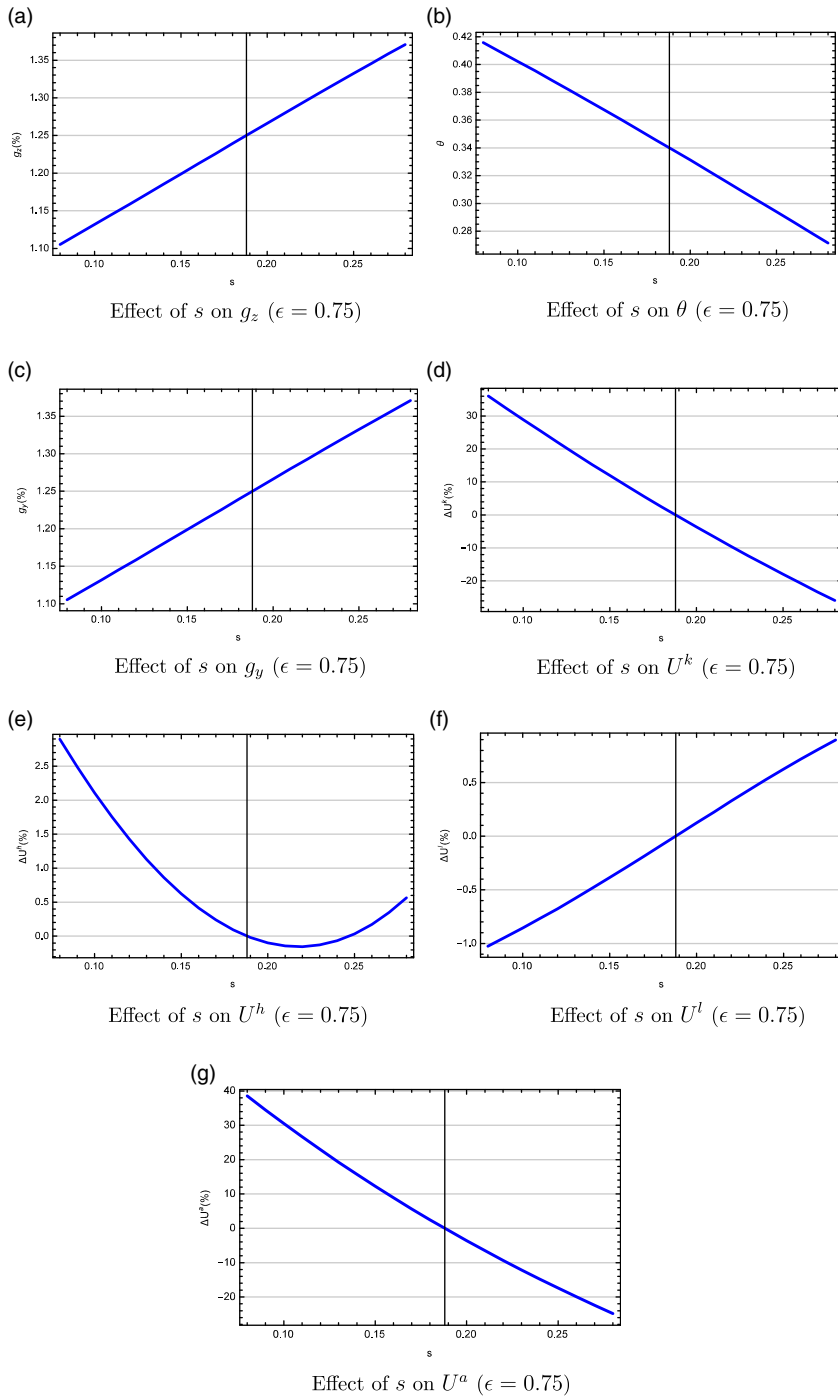 (a)
1.35
1.30
1.25
1.20
1.15
1.10
g_z(%)
0.10 0.15 0.20 0.25
s
Effect of s on g_z (ϵ = 0.75)
(b)
0.42
0.40
0.38
0.36
0.34
0.32
0.30
0.28
θ
0.10 0.15 0.20 0.25
s
Effect of s on θ (ϵ = 0.75)
(c)
1.35
1.30
1.25
1.20
1.15
1.10
g_y(%)
0.10 0.15 0.20 0.25
s
Effect of s on g_y (ϵ = 0.75)
(d)
30
20
10
0
−10
−20
ΔU^k(%)
0.10 0.15 0.20 0.25
s
Effect of s on U^k (ϵ = 0.75)
(e)
2.5
2.0
1.5
1.0
0.5
0.0
ΔU^h(%)
0.10 0.15 0.20 0.25
s
Effect of s on U^h (ϵ = 0.75)
(f)
0.5
0.0
−0.5
−1.0
ΔU^l(%)
0.10 0.15 0.20 0.25
s
Effect of s on U^l (ϵ = 0.75)
(g)
40
30
20
10
0
−10
−20
ΔU^a(%)
0.10 0.15 0.20 0.25
s
Effect of s on U^a (ϵ = 0.75)